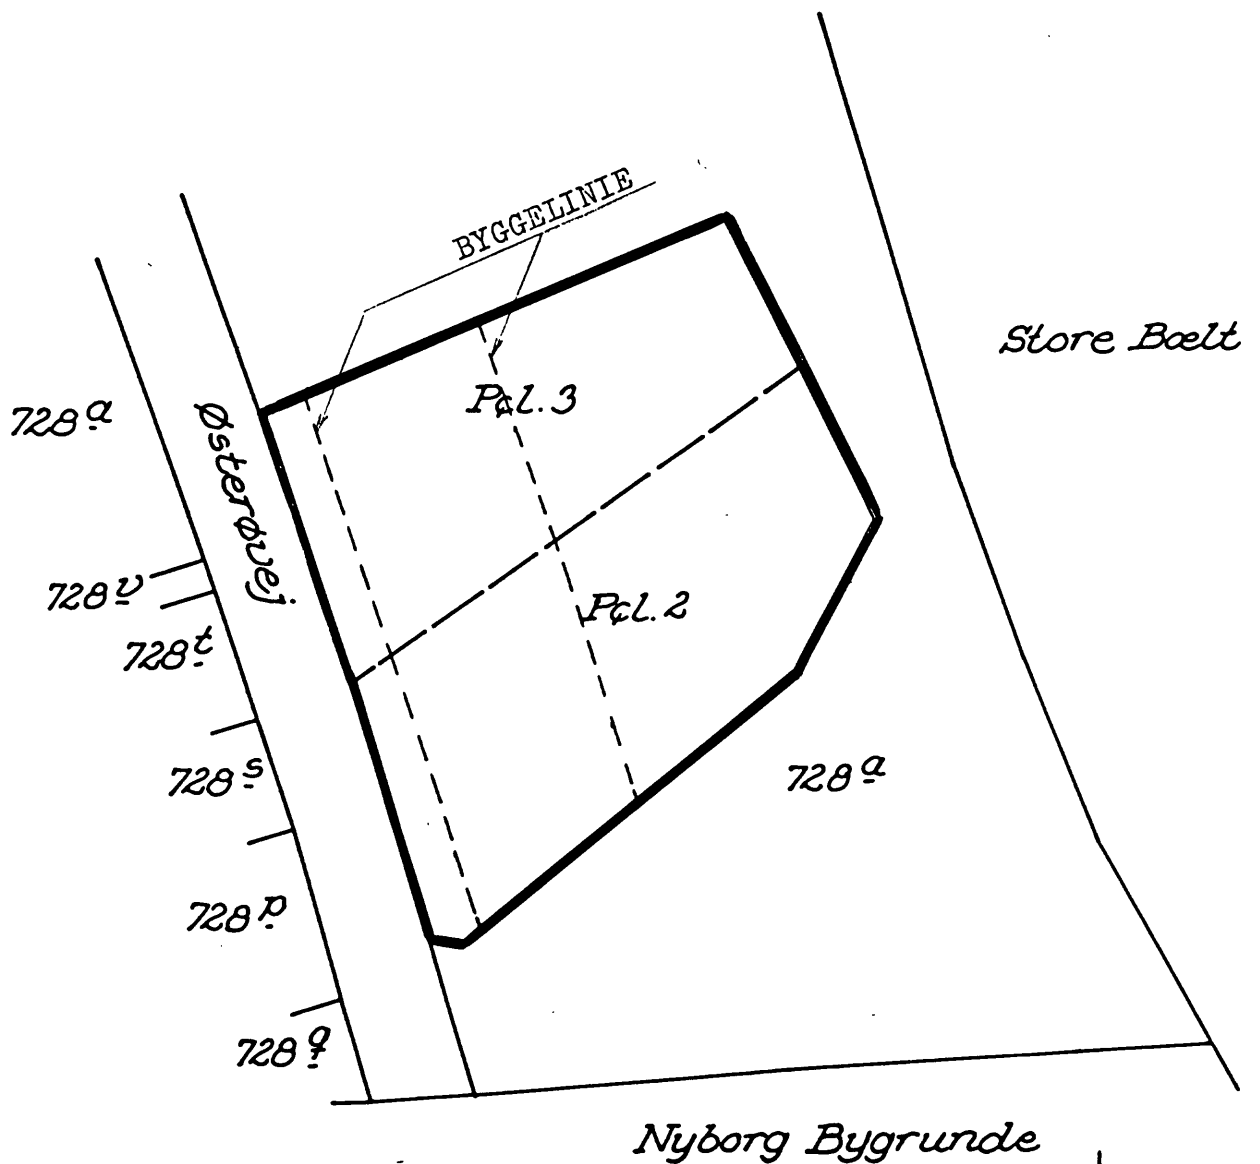 BYGGELINIE
Store Bælt
Pcl. 3
728 a
Østerøvej
728 v
Pcl. 2
728 t
728 s
728 a
728 p
728 q
Nyborg Bygrunde